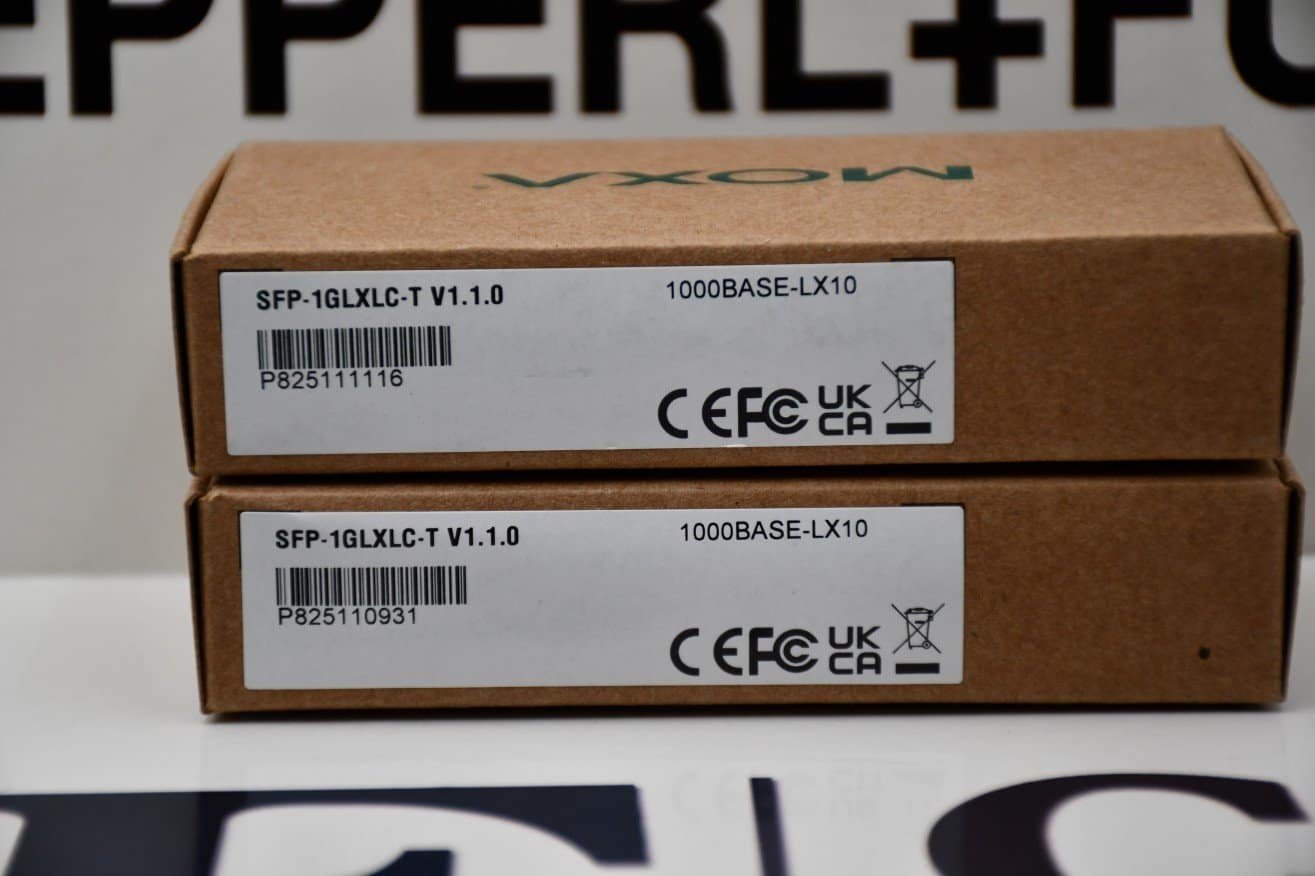 EPPERL+FU
MOXA
SFP-1GLXLC-T V1.1.0
1000BASE-LX10
P825111116
CE FC UK
CA
SFP-1GLXLC-T V1.1.0
1000BASE-LX10
P825110931
CE FC UK
CA